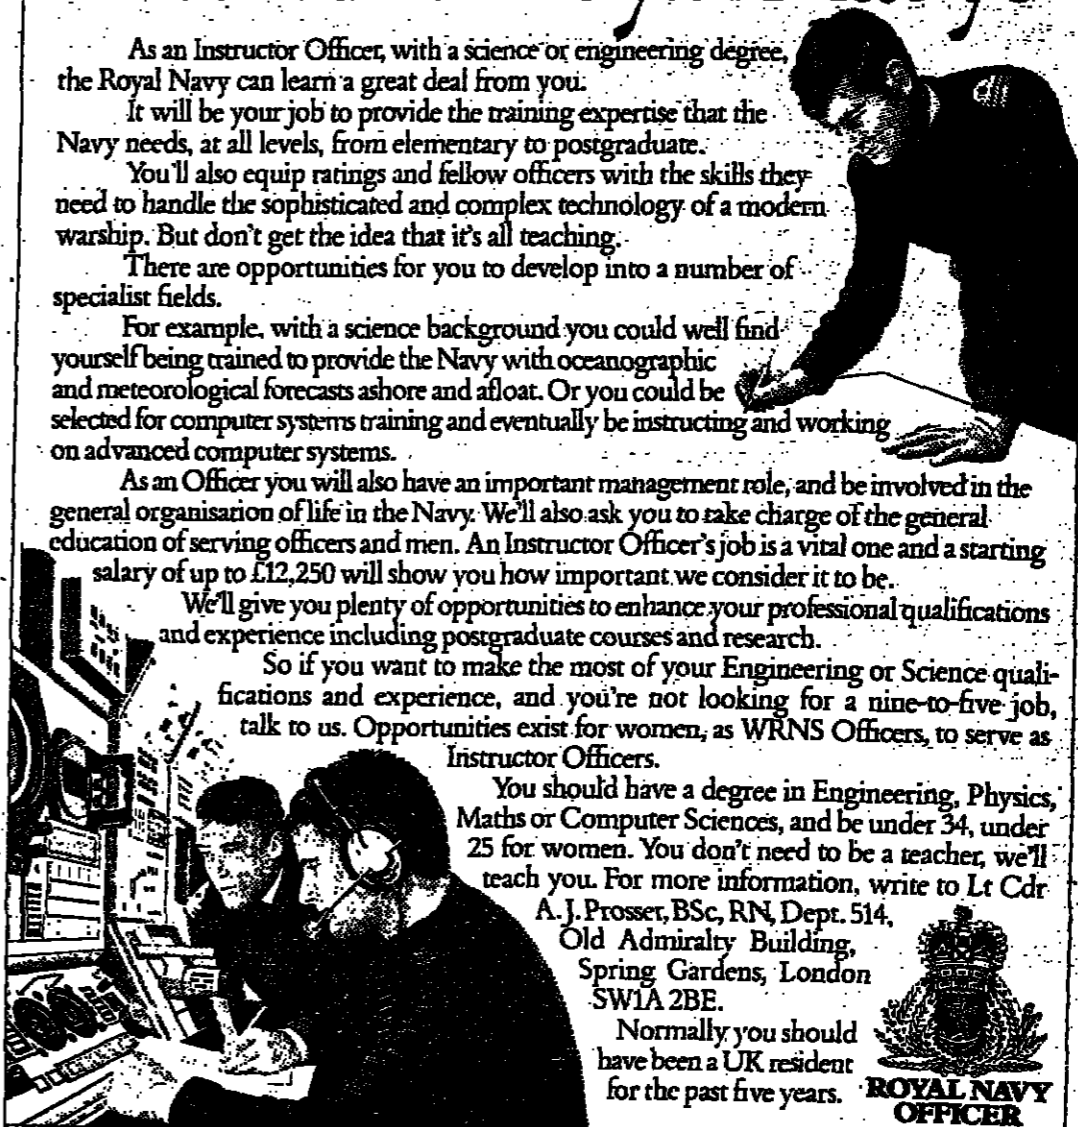 As an Instructor Officer, with a science or engineering degree,
the Royal Navy can learn a great deal from you.
It will be your job to provide the training expertise that the
Navy needs, at all levels, from elementary to postgraduate.
You'll also equip ratings and fellow officers with the skills they
need to handle the sophisticated and complex technology of a modern
warship. But don't get the idea that it's all teaching.
There are opportunities for you to develop into a number of
specialist fields.
For example, with a science background you could well find
yourself being trained to provide the Navy with oceanographic
and meteorological forecasts ashore and afloat. Or you could be
selected for computer systems training and eventually be instructing and working
on advanced computer systems.
As an Officer you will also have an important management role, and be involved in the
general organisation of life in the Navy. We'll also ask you to take charge of the general
education of serving officers and men. An Instructor Officer's job is a vital one and a starting
salary of up to £12,250 will show you how important we consider it to be.
We'll give you plenty of opportunities to enhance your professional qualifications
and experience including postgraduate courses and research.
So if you want to make the most of your Engineering or Science quali-
fications and experience, and you're not looking for a nine-to-five job,
talk to us. Opportunities exist for women, as WRNS Officers, to serve as
Instructor Officers.
You should have a degree in Engineering, Physics,
Maths or Computer Sciences, and be under 34, under
25 for women. You don't need to be a teacher, we'll
teach you. For more information, write to Lt Cdr
A.J. Prosser, BSc, RN, Dept. 514,
Old Admiralty Building,
Spring Gardens, London
SW1A 2BE.
Normally you should
have been a UK resident
for the past five years.
ROYAL NAVY
OFFICER